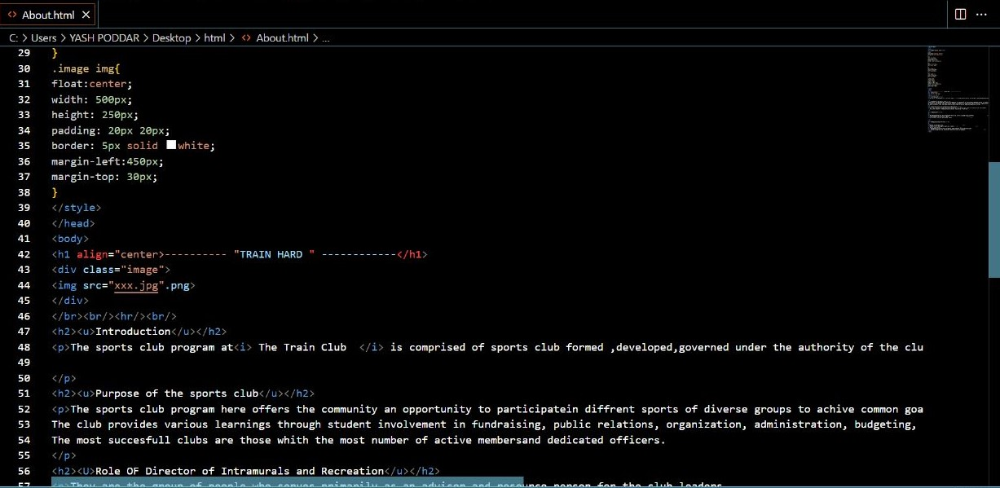 About.html
C: > Users > YASH PODDAR > Desktop > html > <> About.html > ...
29 }
30 .image img{
31 float:center;
32 width: 500px;
33 height: 250px;
34 padding: 20px 20px;
35 border: 5px solid white;
36 margin-left:450px;
37 margin-top: 30px;
38 }
39 </style>
40 </head>
41 <body>
42 <h1 align="center>---------- "TRAIN HARD " ------------</h1>
43 <div class="image">
44 <img src="xxx.jpg".png>
45 </div>
46 </br><br/><hr/><br/>
47 <h2><u>Introduction</u></h2>
48 <p>The sports club program at<i> The Train Club  </i> is comprised of sports club formed ,developed,governed under the authority of the clu
49
50 </p>
51 <h2><u>Purpose of the sports club</u></h2>
52 <p>The sports club program here offers the community an opportunity to participatein diffrent sports of diverse groups to achive common goa
53 The club provides various learnings through student involvement in fundraising, public relations, organization, administration, budgeting,
54 The most succesfull clubs are those whith the most number of active membersand dedicated officers.
55 </p>
56 <h2><U>Role OF Director of Intramurals and Recreation</u></h2>
57 <p>They are the group of people who serves primarily as an advisor and resource person for the club leaders